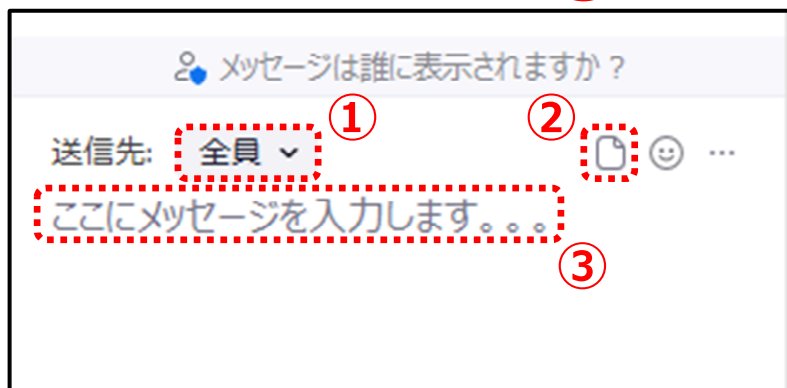 メッセージは誰に表示されますか？
① ②
送信先: 全員
ここにメッセージを入力します。。。
③